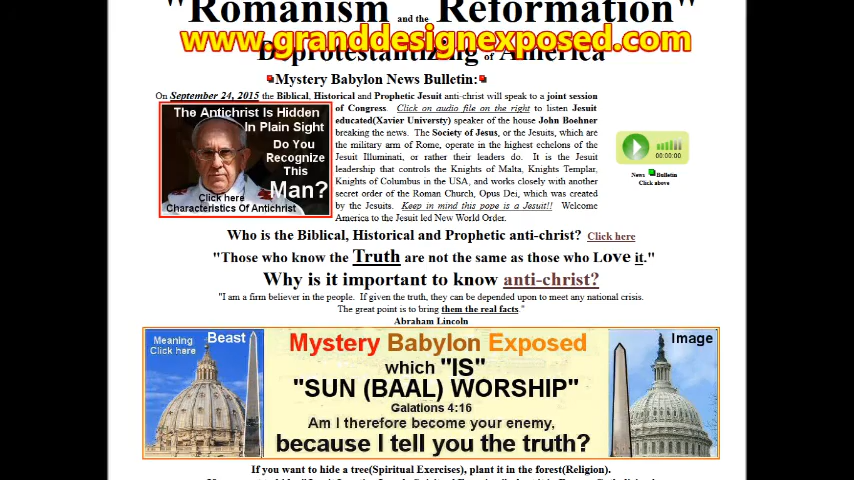 "Romanism and the Reformation"
www.granddesignexposed.com
Deprotestantizing of America
Mystery Babylon News Bulletin:
On September 24, 2015 the Biblical, Historical and Prophetic Jesuit anti-christ will speak to a joint session
of Congress. Click on audio file on the right to listen Jesuit
educated(Xavier Universty) speaker of the house John Boehner
breaking the news. The Society of Jesus, or the Jesuits, which are
the military arm of Rome, operate in the highest echelons of the
Jesuit Illuminati, or rather their leaders do. It is the Jesuit
leadership that controls the Knights of Malta, Knights Templar,
Knights of Columbus in the USA, and works closely with another
secret order of the Roman Church, Opus Dei, which was created
by the Jesuits. Keep in mind this pope is a Jesuit!! Welcome
America to the Jesuit led New World Order.
The Antichrist Is Hidden
In Plain Sight
Do You
Recognize
This
Man?
Click here
Characteristics Of Antichrist
00:00:00
News Bulletin
Click above
Who is the Biblical, Historical and Prophetic anti-christ? Click here
"Those who know the Truth are not the same as those who Love it."
Why is it important to know anti-christ?
"I am a firm believer in the people. If given the truth, they can be depended upon to meet any national crisis.
The great point is to bring them the real facts."
Abraham Lincoln
Meaning
Click here
Beast
Mystery Babylon Exposed
which "IS"
"SUN (BAAL) WORSHIP"
Galations 4:16
Am I therefore become your enemy,
because I tell you the truth?
Image
If you want to hide a tree(Spiritual Exercises), plant it in the forest(Religion).